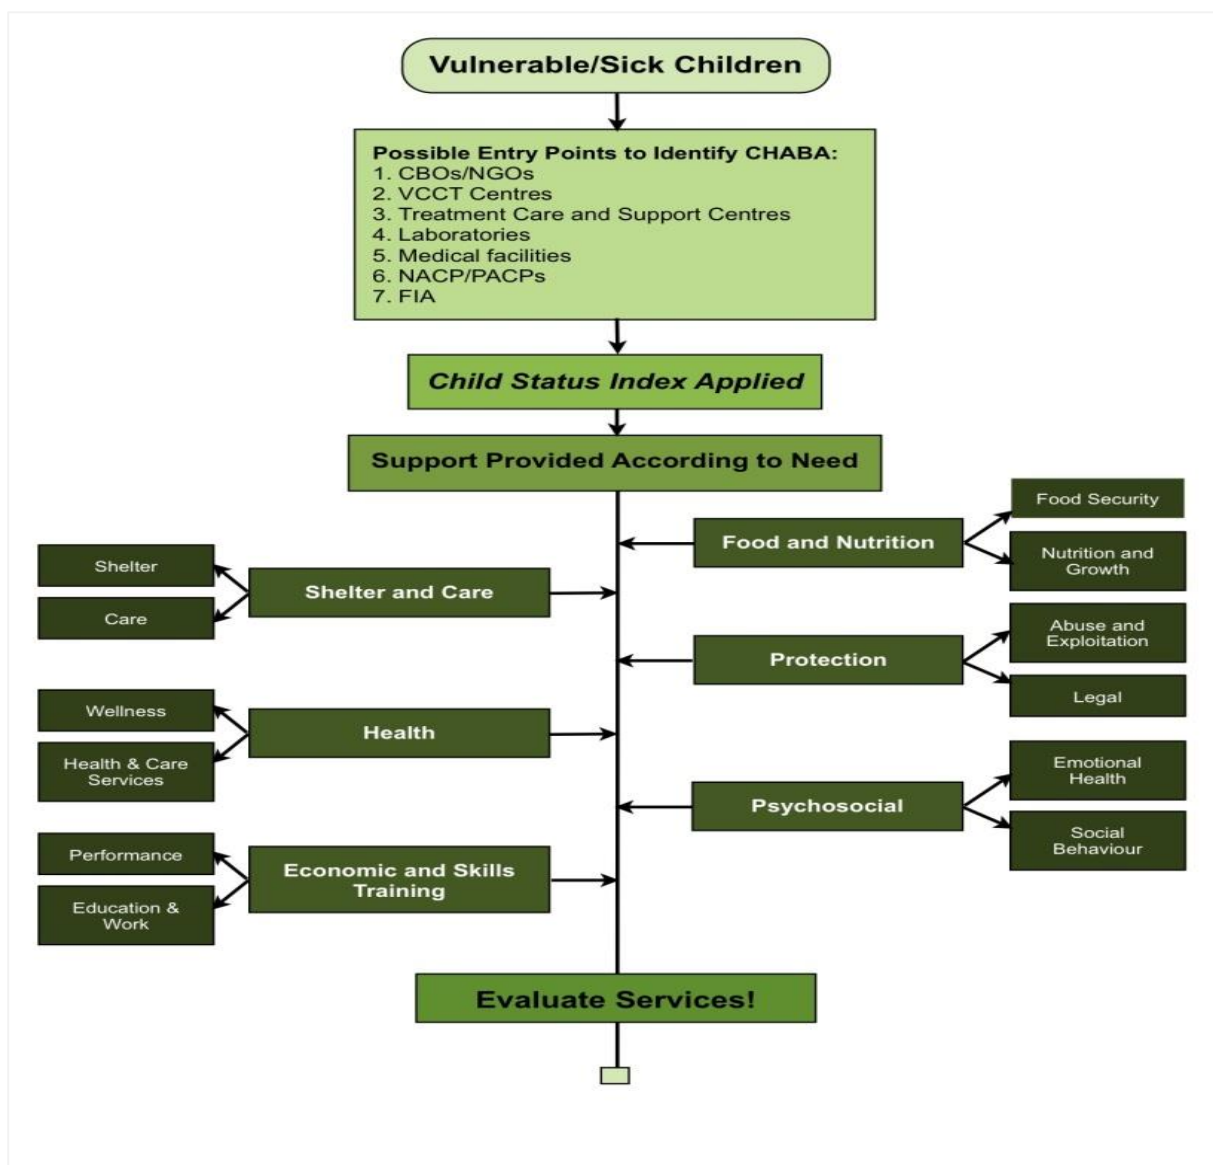 Vulnerable/Sick Children
Possible Entry Points to Identify CHABA:
1. CBOs/NGOs
2. VCCT Centres
3. Treatment Care and Support Centres
4. Laboratories
5. Medical facilities
6. NACP/PACPs
7. FIA
Child Status Index Applied
Support Provided According to Need
Food and Nutrition
Food Security
Nutrition and
Growth
Shelter
Care
Shelter and Care
Protection
Abuse and
Exploitation
Legal
Wellness
Health & Care
Services
Health
Psychosocial
Emotional
Health
Social
Behaviour
Performance
Education &
Work
Economic and Skills
Training
Evaluate Services!